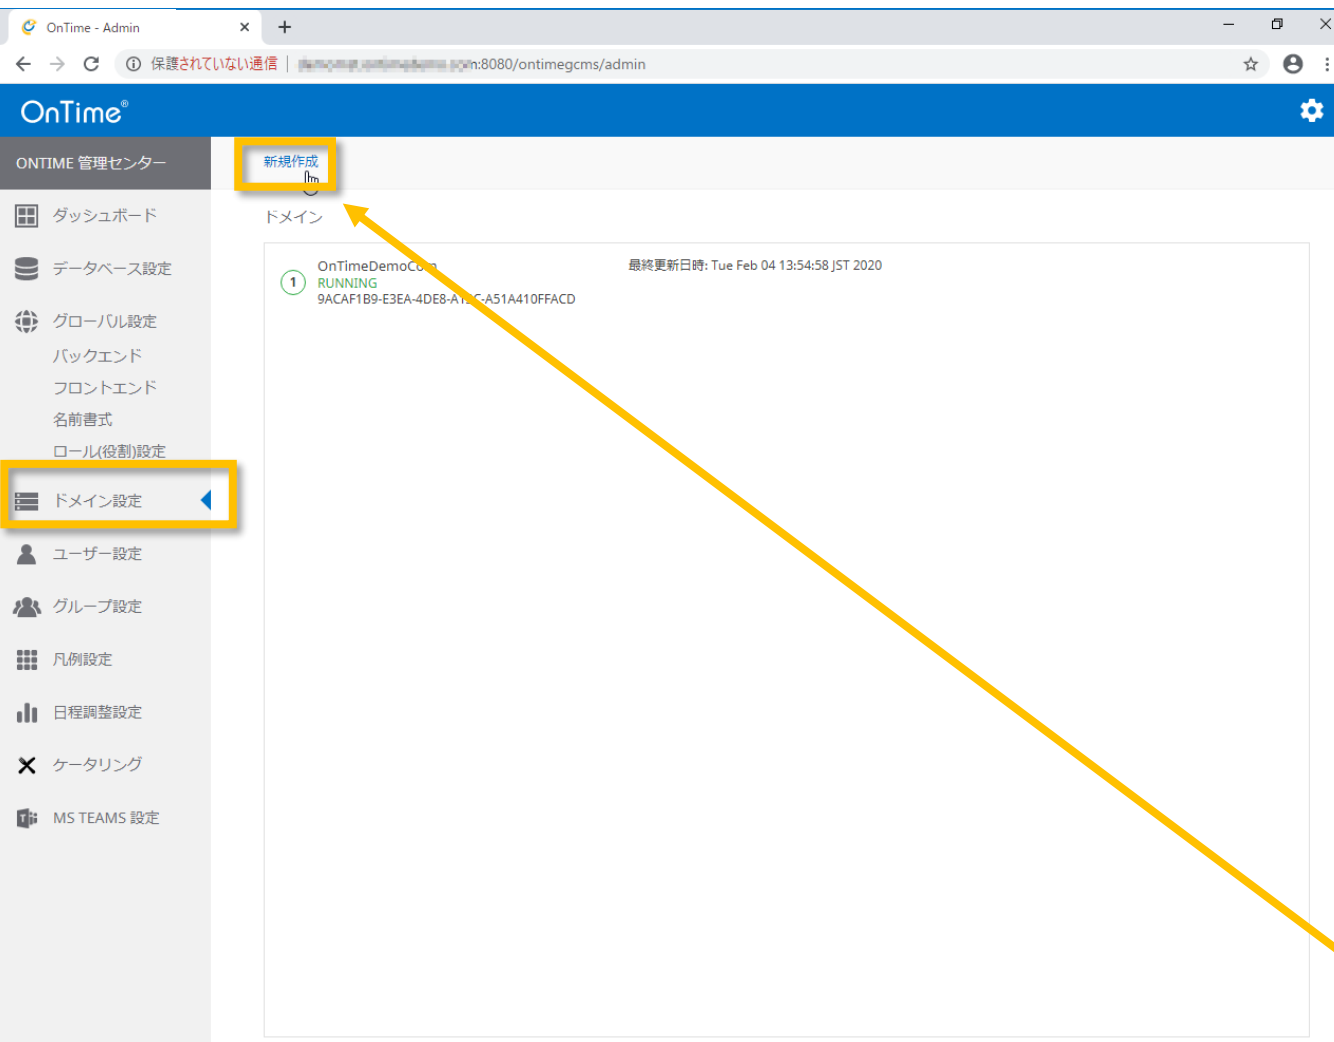 OnTime - Admin
保護されていない通信 | :8080/ontimegcms/admin
OnTime®
ONTIME 管理センター
新規作成
ダッシュボード
データベース設定
グローバル設定
バックエンド
フロントエンド
名前書式
ロール(役割)設定
ドメイン設定
ユーザー設定
グループ設定
凡例設定
日程調整設定
ケータリング
MS TEAMS 設定
ドメイン
1
OnTimeDemoCom
RUNNING
最終更新日時: Tue Feb 04 13:54:58 JST 2020